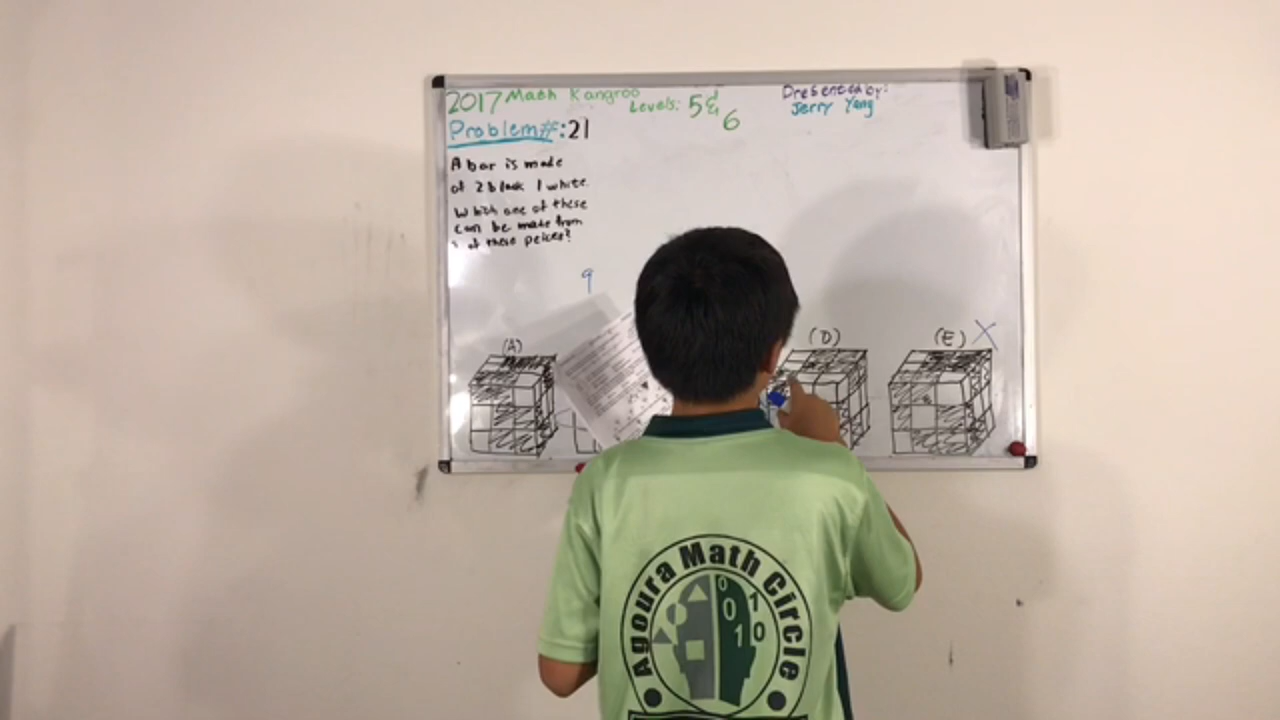 2017 Math Kangroo
Levels: 5 & 6
Presented by:
Jerry Yang
Problem#:21
A bar is made
of 2 black 1 white.
Which one of these
can be made from
of these peices?
9
(A)
(D)
(E) X
Agoura Math Circle
0
0 1
1 0